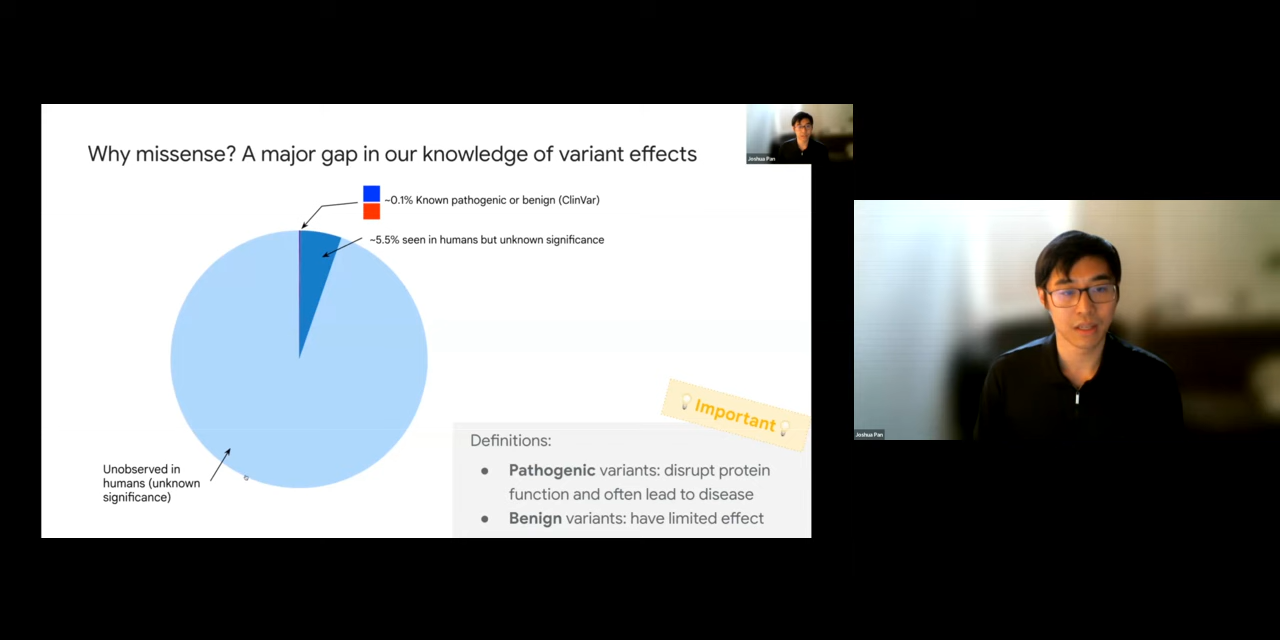 Why missense? A major gap in our knowledge of variant effects
Joshua Pan
~0.1% Known pathogenic or benign (ClinVar)
~5.5% seen in humans but unknown significance
Unobserved in
humans (unknown
significance)
Important
Definitions:
● Pathogenic variants: disrupt protein
function and often lead to disease
● Benign variants: have limited effect
Joshua Pan